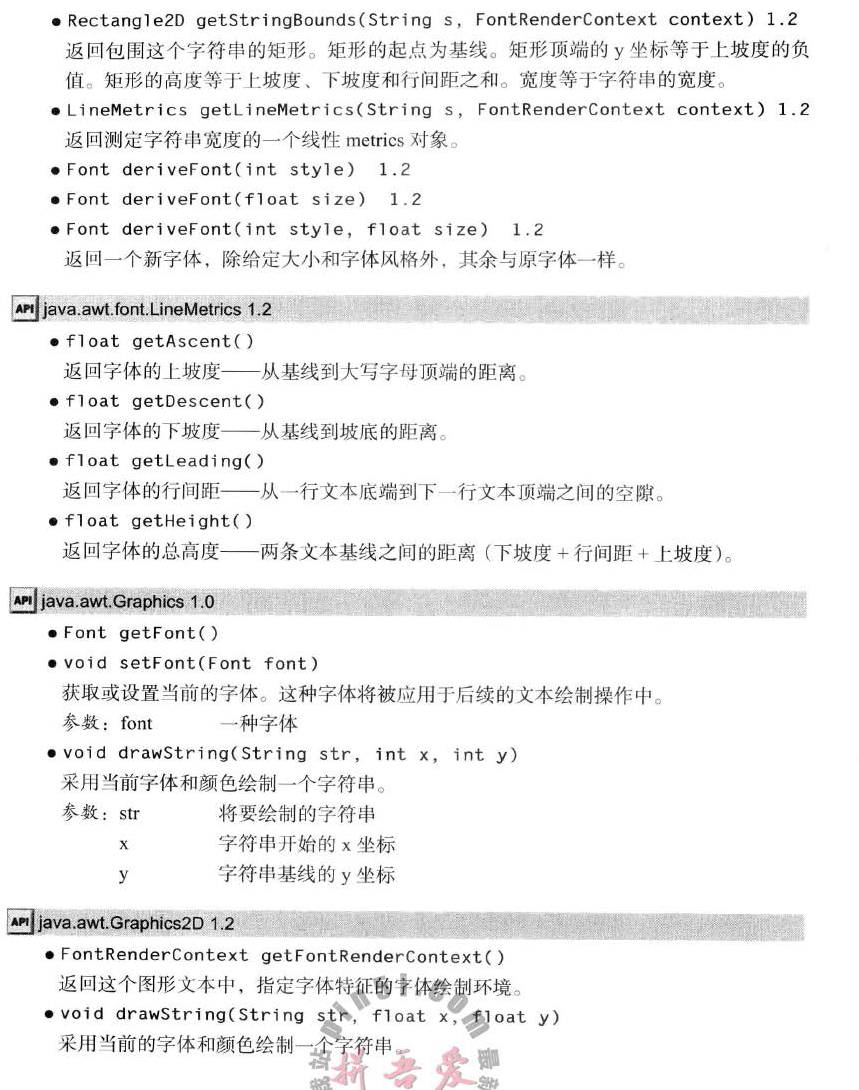 ● Rectangle2D getStringBounds(String s, FontRenderContext context) 1.2
返回包围这个字符串的矩形。矩形的起点为基线。矩形顶端的 y 坐标等于上坡度的负
值。矩形的高度等于上坡度、下坡度和行间距之和。宽度等于字符串的宽度。
● LineMetrics getLineMetrics(String s, FontRenderContext context) 1.2
返回测定字符串宽度的一个线性 metrics 对象。
● Font deriveFont(int style) 1.2
● Font deriveFont(float size) 1.2
● Font deriveFont(int style, float size) 1.2
返回一个新字体，除给定大小和字体风格外，其余与原字体一样。
API java.awt.font.LineMetrics 1.2
● float getAscent()
返回字体的上坡度——从基线到大写字母顶端的距离。
● float getDescent()
返回字体的下坡度——从基线到坡底的距离。
● float getLeading()
返回字体的行间距——从一行文本底端到下一行文本顶端之间的空隙。
● float getHeight()
返回字体的总高度——两条文本基线之间的距离（下坡度 + 行间距 + 上坡度）。
API java.awt.Graphics 1.0
● Font getFont()
● void setFont(Font font)
获取或设置当前的字体。这种字体将被应用于后续的文本绘制操作中。
参数：font 一种字体
● void drawString(String str, int x, int y)
采用当前字体和颜色绘制一个字符串。
参数：str 将要绘制的字符串
x 字符串开始的 x 坐标
y 字符串基线的 y 坐标
API java.awt.Graphics2D 1.2
● FontRenderContext getFontRenderContext()
返回这个图形文本中，指定字体特征的字体绘制环境。
● void drawString(String str, float x, float y)
采用当前的字体和颜色绘制一个字符串。
拼吾爱